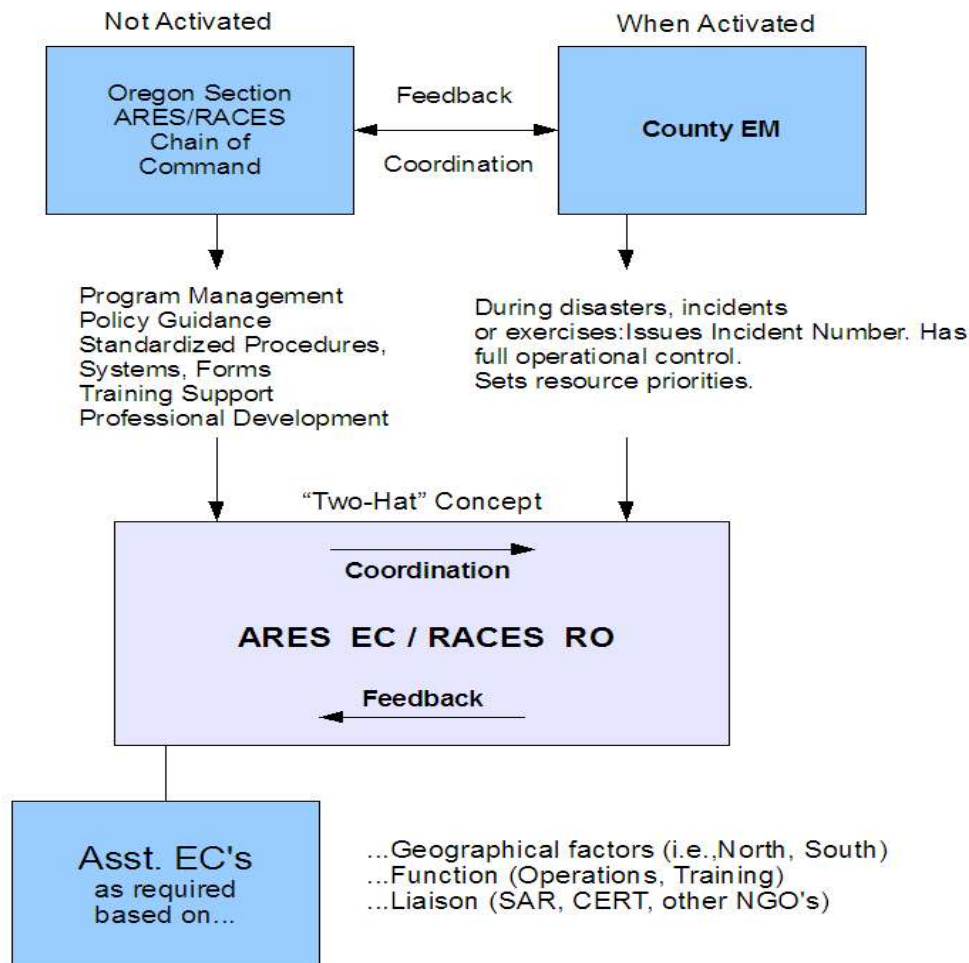 Not Activated
When Activated
Oregon Section
ARES/RACES
Chain of
Command
Feedback
Coordination
County EM
Program Management
Policy Guidance
Standardized Procedures,
Systems, Forms
Training Support
Professional Development
During disasters, incidents
or exercises:Issues Incident Number. Has
full operational control.
Sets resource priorities.
“Two-Hat” Concept
Coordination
ARES EC / RACES RO
Feedback
Asst. EC's
as required
based on...
...Geographical factors (i.e.,North, South)
...Function (Operations, Training)
...Liaison (SAR, CERT, other NGO's)